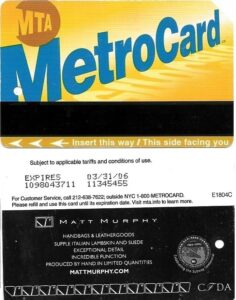 MTA
MetroCard
Insert this way / This side facing you
Subject to applicable tariffs and conditions of use.
EXPIRES 03/31/06
1098043711 11345455
For Customer Service, call 212-638-7622; outside NYC 1-800-METROCARD.
Please refill and use this card until its expiration date. Visit mta.info to learn more.
E1804C
MATT MURPHY
HANDBAGS & LEATHERGOODS
SUPPLE ITALIAN LAMBSKIN AND SUEDE
EXCEPTIONAL DETAIL
INCREDIBLE FUNCTION
PRODUCED BY HAND IN LIMITED QUANTITIES
MATTMURPHY.COM